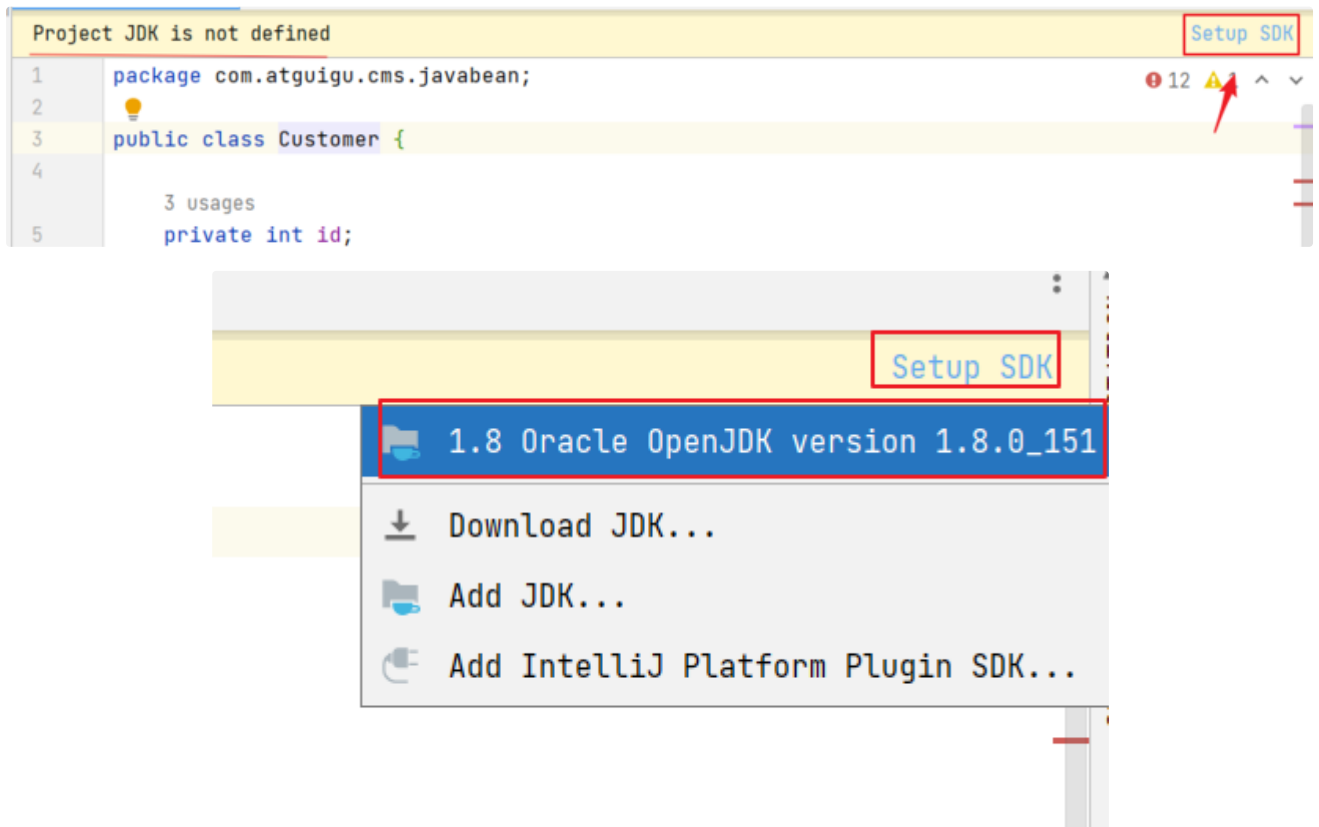 Project JDK is not defined Setup SDK
1 package com.atguigu.cms.javabean;
12
2
3 public class Customer {
4
3 usages
5 private int id;
Setup SDK
1.8 Oracle OpenJDK version 1.8.0_151
Download JDK...
Add JDK...
Add IntelliJ Platform Plugin SDK...